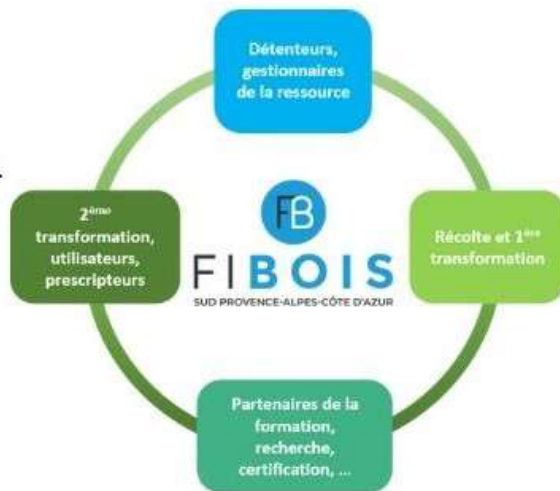 Détenteurs,
gestionnaires
de la ressource
2ème
transformation,
utilisateurs,
prescripteurs
FB
FIBOIS
SUD PROVENCE-ALPES-CÔTE D'AZUR
Récolte et 1ère
transformation
Partenaires de la
formation,
recherche,
certification, ...